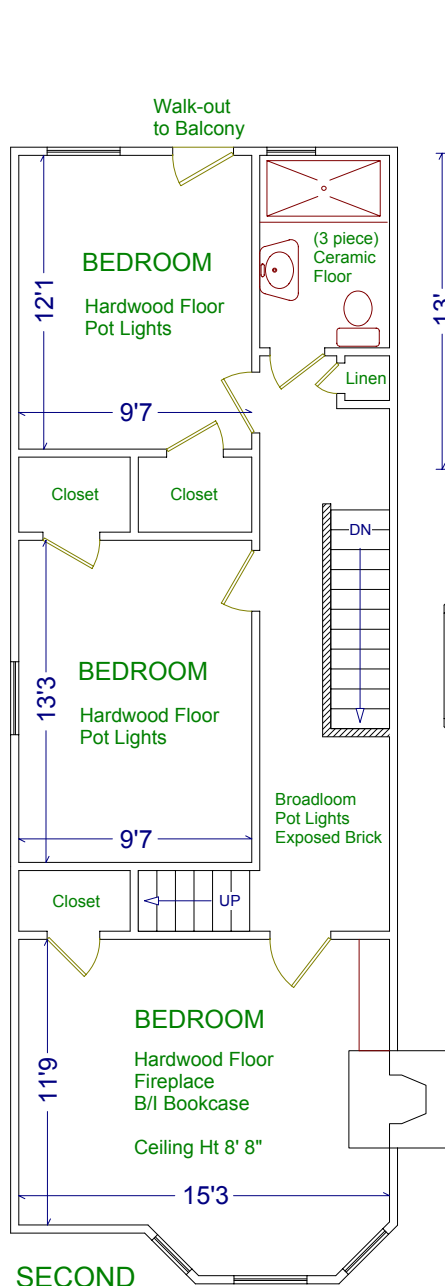 Walk-out
to Balcony
BEDROOM
Hardwood Floor
Pot Lights
12'1
9'7
(3 piece)
Ceramic
Floor
13'
Linen
Closet
Closet
DN
BEDROOM
Hardwood Floor
Pot Lights
13'3
9'7
Broadloom
Pot Lights
Exposed Brick
Closet
UP
BEDROOM
Hardwood Floor
Fireplace
B/I Bookcase
Ceiling Ht 8' 8"
11'9
15'3
SECOND